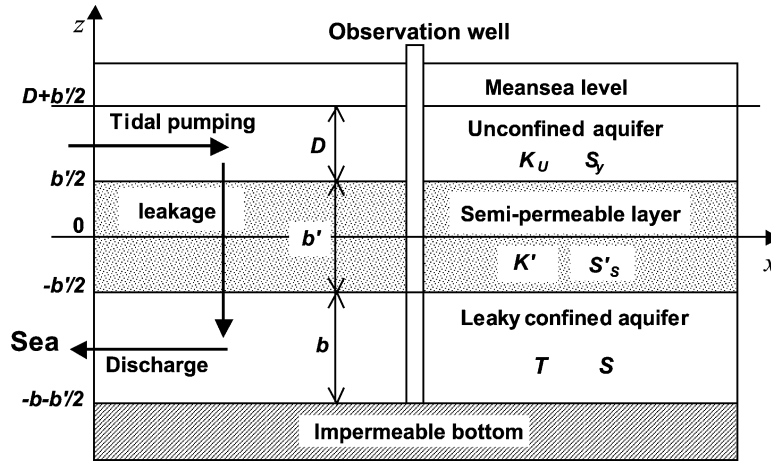 z
Observation well
D+b'/2
Meansea level
Tidal pumping
D
Unconfined aquifer
K_U S_y
b'/2
leakage
Semi-permeable layer
0
b'
K' S'_S
x
-b'/2
Leaky confined aquifer
Sea
b
Discharge
T S
-b-b'/2
Impermeable bottom